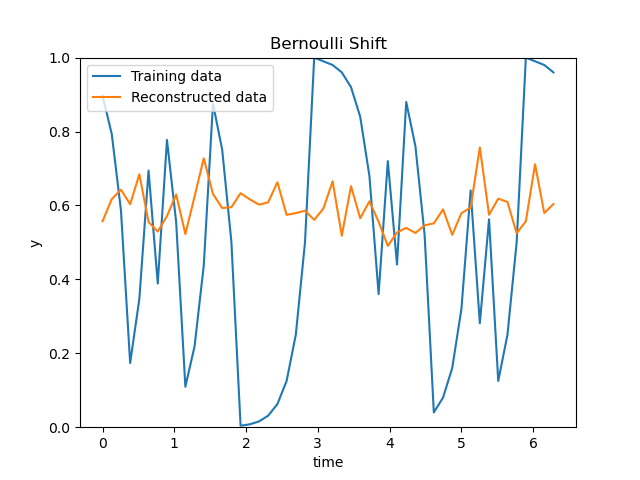 Bernoulli Shift
Training data
Reconstructed data
1.0
0.8
0.6
0.4
0.2
0.0
y
0 1 2 3 4 5 6
time